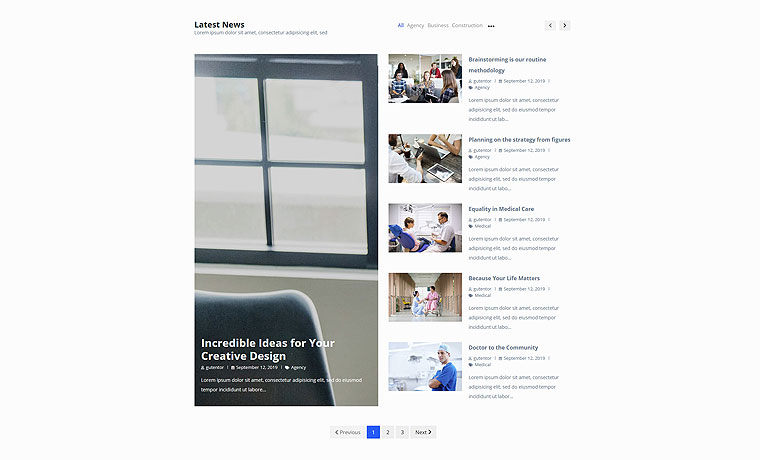 Latest News
Lorem ipsum dolor sit amet, consectetur adipisicing elit, sed
All Agency Business Construction •••
Incredible Ideas for Your
Creative Design
gutentor | September 12, 2019 | Agency
Lorem ipsum dolor sit amet, consectetur adipisicing elit, sed do eiusmod
tempor incididunt ut labore...
Brainstorming is our routine
methodology
gutentor | September 12, 2019 |
Agency
Lorem ipsum dolor sit amet, consectetur
adipisicing elit, sed do eiusmod tempor
incididunt ut lab...
Planning on the strategy from figures
gutentor | September 12, 2019 |
Agency
Lorem ipsum dolor sit amet, consectetur
adipisicing elit, sed do eiusmod tempor
incididunt ut labo...
Equality in Medical Care
gutentor | September 12, 2019 |
Medical
Lorem ipsum dolor sit amet, consectetur
adipisicing elit, sed do eiusmod tempor
incididunt ut labo...
Because Your Life Matters
gutentor | September 12, 2019 |
Medical
Lorem ipsum dolor sit amet, consectetur
adipisicing elit, sed do eiusmod tempor
incididunt ut labo...
Doctor to the Community
gutentor | September 12, 2019 |
Medical
Lorem ipsum dolor sit amet, consectetur
adipisicing elit, sed do eiusmod tempor
incididunt ut labo...
Previous 1 2 3 Next